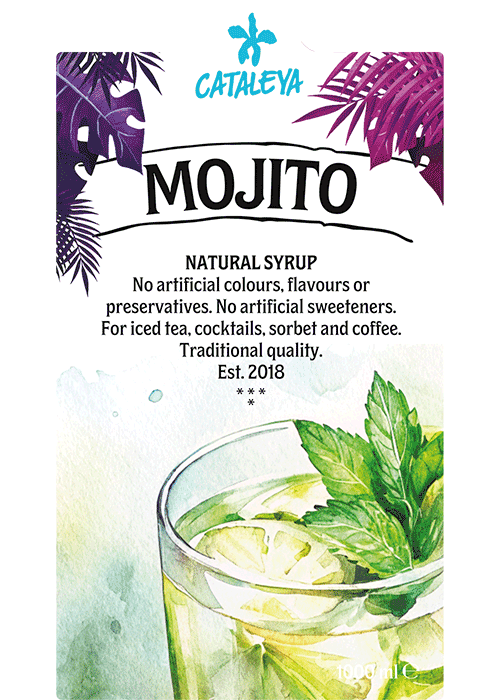 CATALEYA
MOJITO
NATURAL SYRUP
No artificial colours, flavours or
preservatives. No artificial sweeteners.
For iced tea, cocktails, sorbet and coffee.
Traditional quality.
Est. 2018
***
*
1000 ml ℮